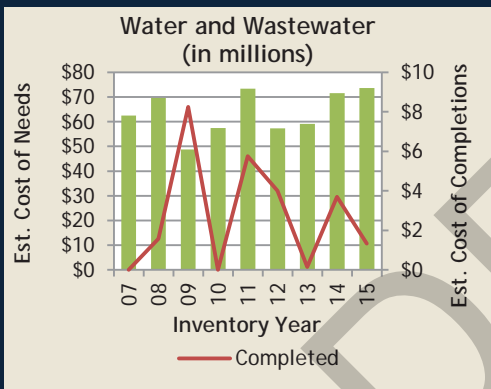 Water and Wastewater
(in millions)
Est. Cost of Needs
$80
$70
$60
$50
$40
$30
$20
$10
$0
$10
$8
$6
$4
$2
$0
Est. Cost of Completions
07 08 09 10 11 12 13 14 15
Inventory Year
Completed